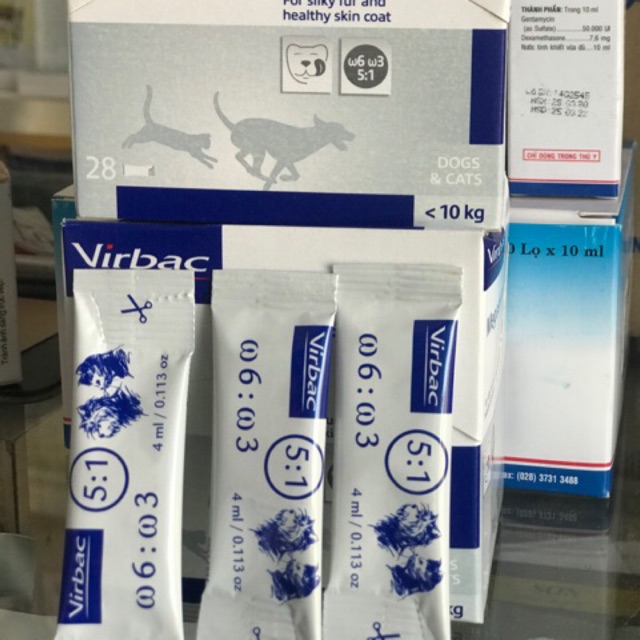 For silky fur and
healthy skin coat
ω6 ω3
5:1
28
DOGS
& CATS
< 10 kg
THÀNH PHẦN: Trong 10 ml
Gentamycin
(as Sulfate)
50.000 UI
Dexamethasone
7,6 mg
Nước tinh khiết vừa đủ...10 ml
CHỈ DÙNG TRONG THÚ Y
Virbac
Lọ x 10 ml
(028) 3731 3488
4 ml / 0.113 oz
5:1
ω6:ω3
Virbac
Virbac
ω6:ω3
5:1
4 ml / 0.113 oz
Virbac
ω6:ω3
5:1
4 ml / 0.113 oz
kg